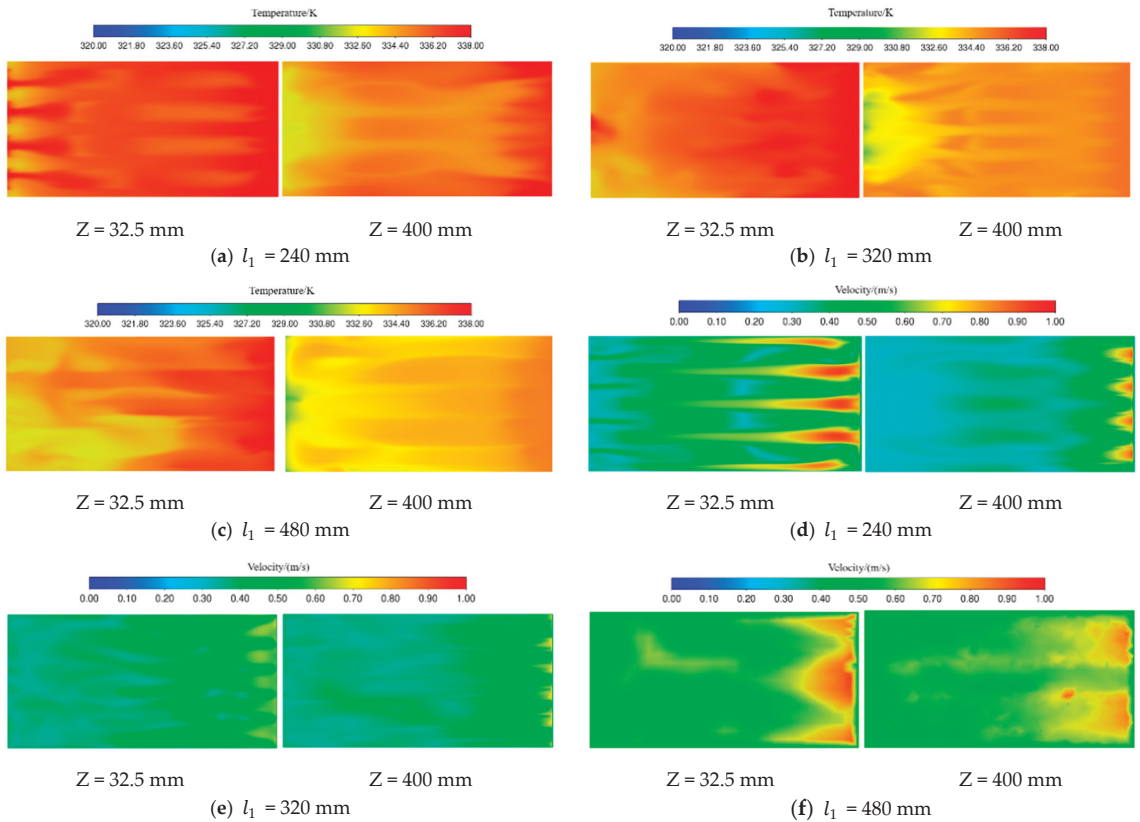 Temperature/K
320.00 321.80 323.60 325.40 327.20 329.00 330.80 332.60 334.40 336.20 338.00
Z = 32.5 mm Z = 400 mm
(a) l₁ = 240 mm
Temperature/K
320.00 321.80 323.60 325.40 327.20 329.00 330.80 332.60 334.40 336.20 338.00
Z = 32.5 mm Z = 400 mm
(b) l₁ = 320 mm
Temperature/K
320.00 321.80 323.60 325.40 327.20 329.00 330.80 332.60 334.40 336.20 338.00
Z = 32.5 mm Z = 400 mm
(c) l₁ = 480 mm
Velocity/(m/s)
0.00 0.10 0.20 0.30 0.40 0.50 0.60 0.70 0.80 0.90 1.00
Z = 32.5 mm Z = 400 mm
(d) l₁ = 240 mm
Velocity/(m/s)
0.00 0.10 0.20 0.30 0.40 0.50 0.60 0.70 0.80 0.90 1.00
Z = 32.5 mm Z = 400 mm
(e) l₁ = 320 mm
Velocity/(m/s)
0.00 0.10 0.20 0.30 0.40 0.50 0.60 0.70 0.80 0.90 1.00
Z = 32.5 mm Z = 400 mm
(f) l₁ = 480 mm